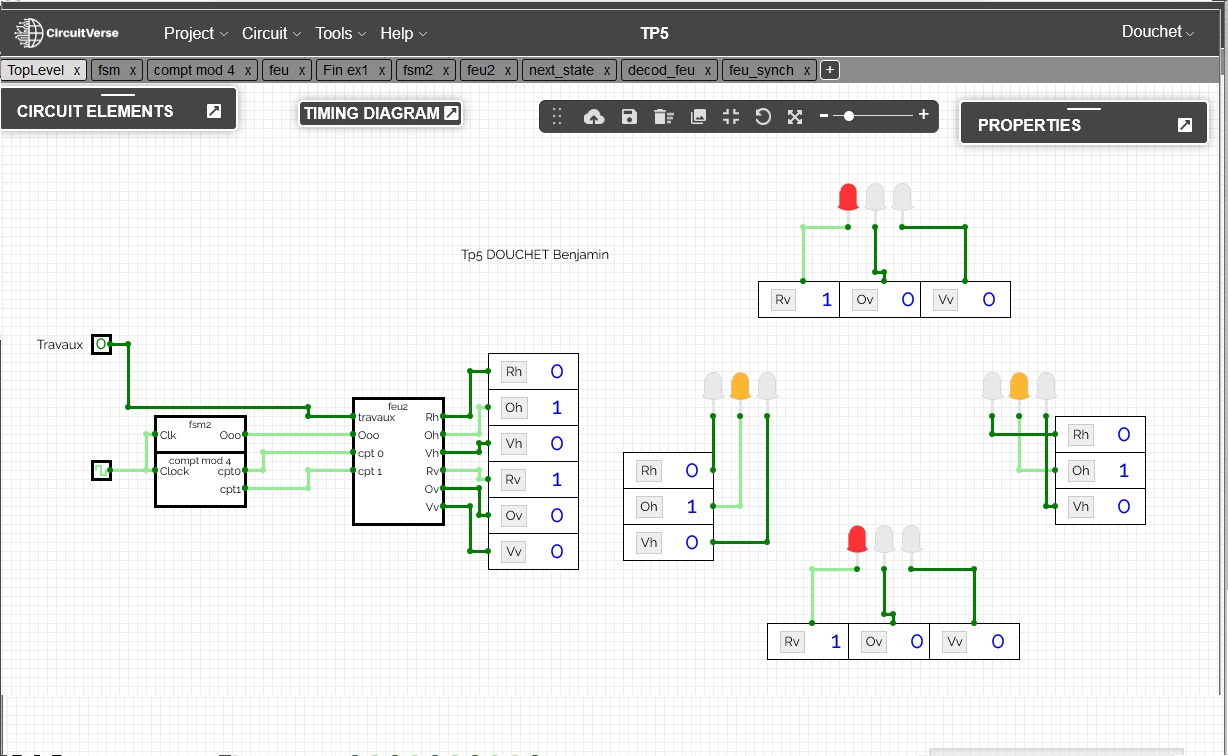 CircuitVerse Project Circuit Tools Help TP5 Douchet
TopLevel x fsm x compt mod 4 x feu x Fin ex1 x fsm2 x feu2 x next_state x decod_feu x feu_synch x +
CIRCUIT ELEMENTS
TIMING DIAGRAM
PROPERTIES
Tp5 DOUCHET Benjamin
Rv 1 Ov 0 Vv 0
Travaux 0
fsm2
Clk Ooo
compt mod 4
Clock cpt0
cpt1
feu2
travaux Rh
Ooo Oh
cpt 0 Vh
cpt 1 Rv
Ov
Vv
Rh 0
Oh 1
Vh 0
Rv 1
Ov 0
Vv 0
Rh 0
Oh 1
Vh 0
Rh 0
Oh 1
Vh 0
Rv 1 Ov 0 Vv 0